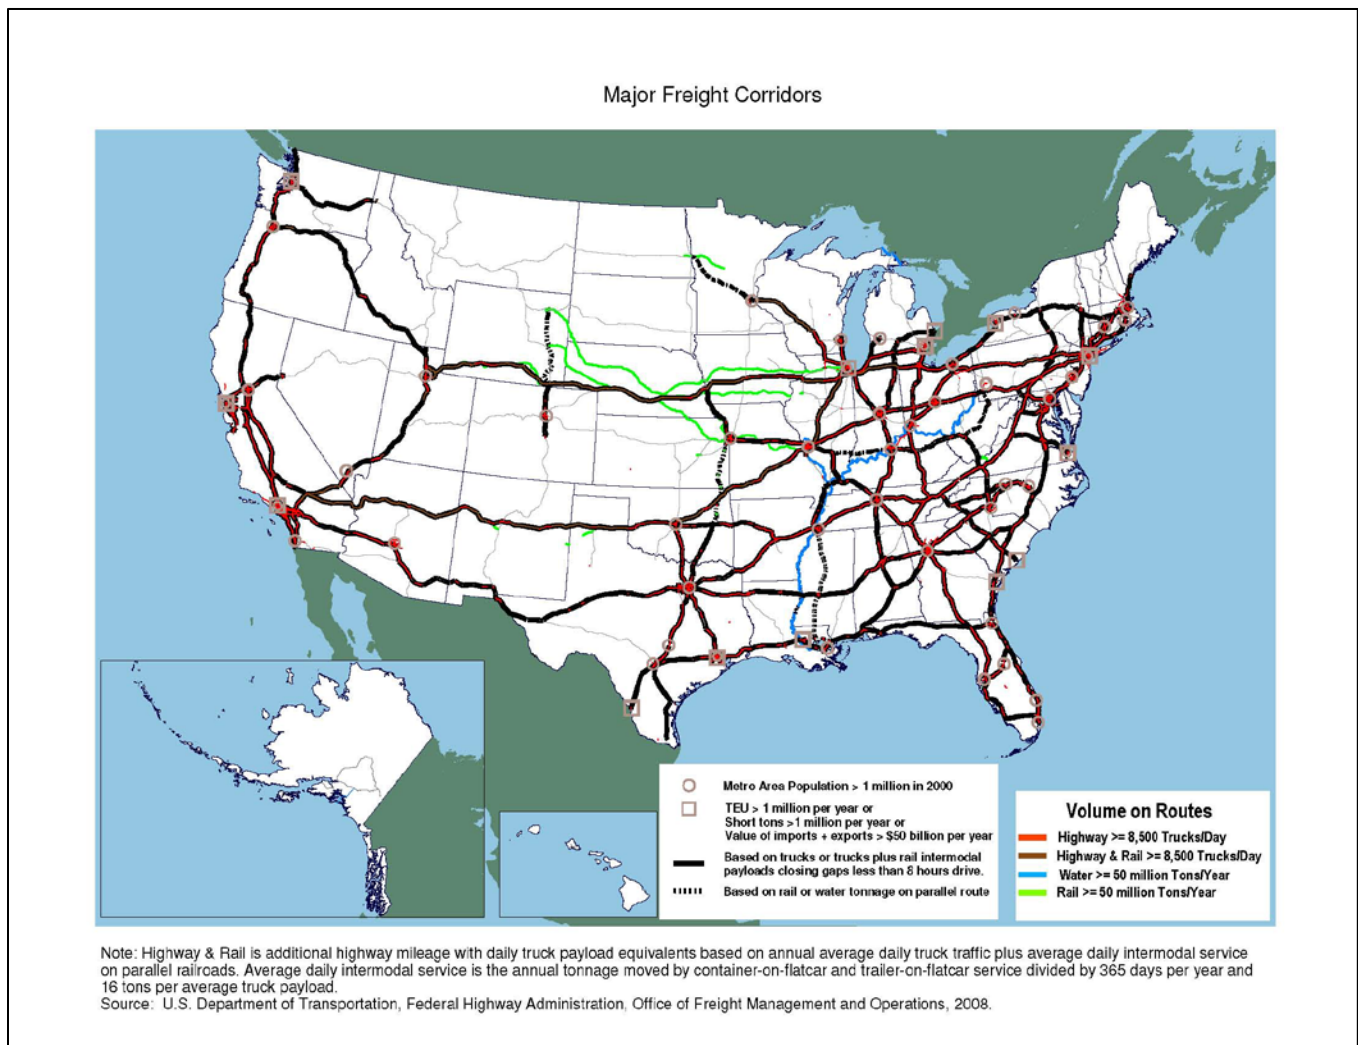 Major Freight Corridors
Metro Area Population > 1 million in 2000
TEU > 1 million per year or
Short tons >1 million per year or
Value of imports + exports > $50 billion per year
Based on trucks or trucks plus rail intermodal
payloads closing gaps less than 8 hours drive.
Based on rail or water tonnage on parallel route
Volume on Routes
Highway >= 8,500 Trucks/Day
Highway & Rail >= 8,500 Trucks/Day
Water >= 50 million Tons/Year
Rail >= 50 million Tons/Year
Note: Highway & Rail is additional highway mileage with daily truck payload equivalents based on annual average daily truck traffic plus average daily intermodal service
on parallel railroads. Average daily intermodal service is the annual tonnage moved by container-on-flatcar and trailer-on-flatcar service divided by 365 days per year and
16 tons per average truck payload.
Source: U.S. Department of Transportation, Federal Highway Administration, Office of Freight Management and Operations, 2008.